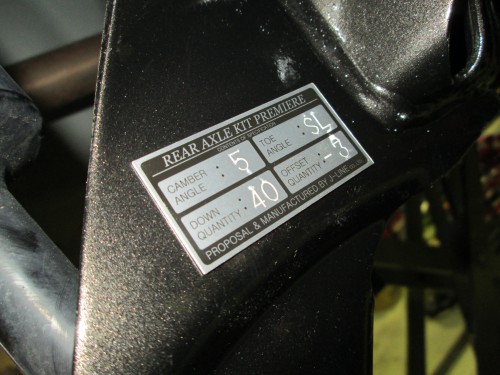 REAR AXLE KIT PREMIERE
CAMBER ANGLE : 5
TOE ANGLE : SL
DOWN QUANTITY : 40
OFFSET QUANTITY : -3
PROPOSAL & MANUFACTURED BY J-LINE